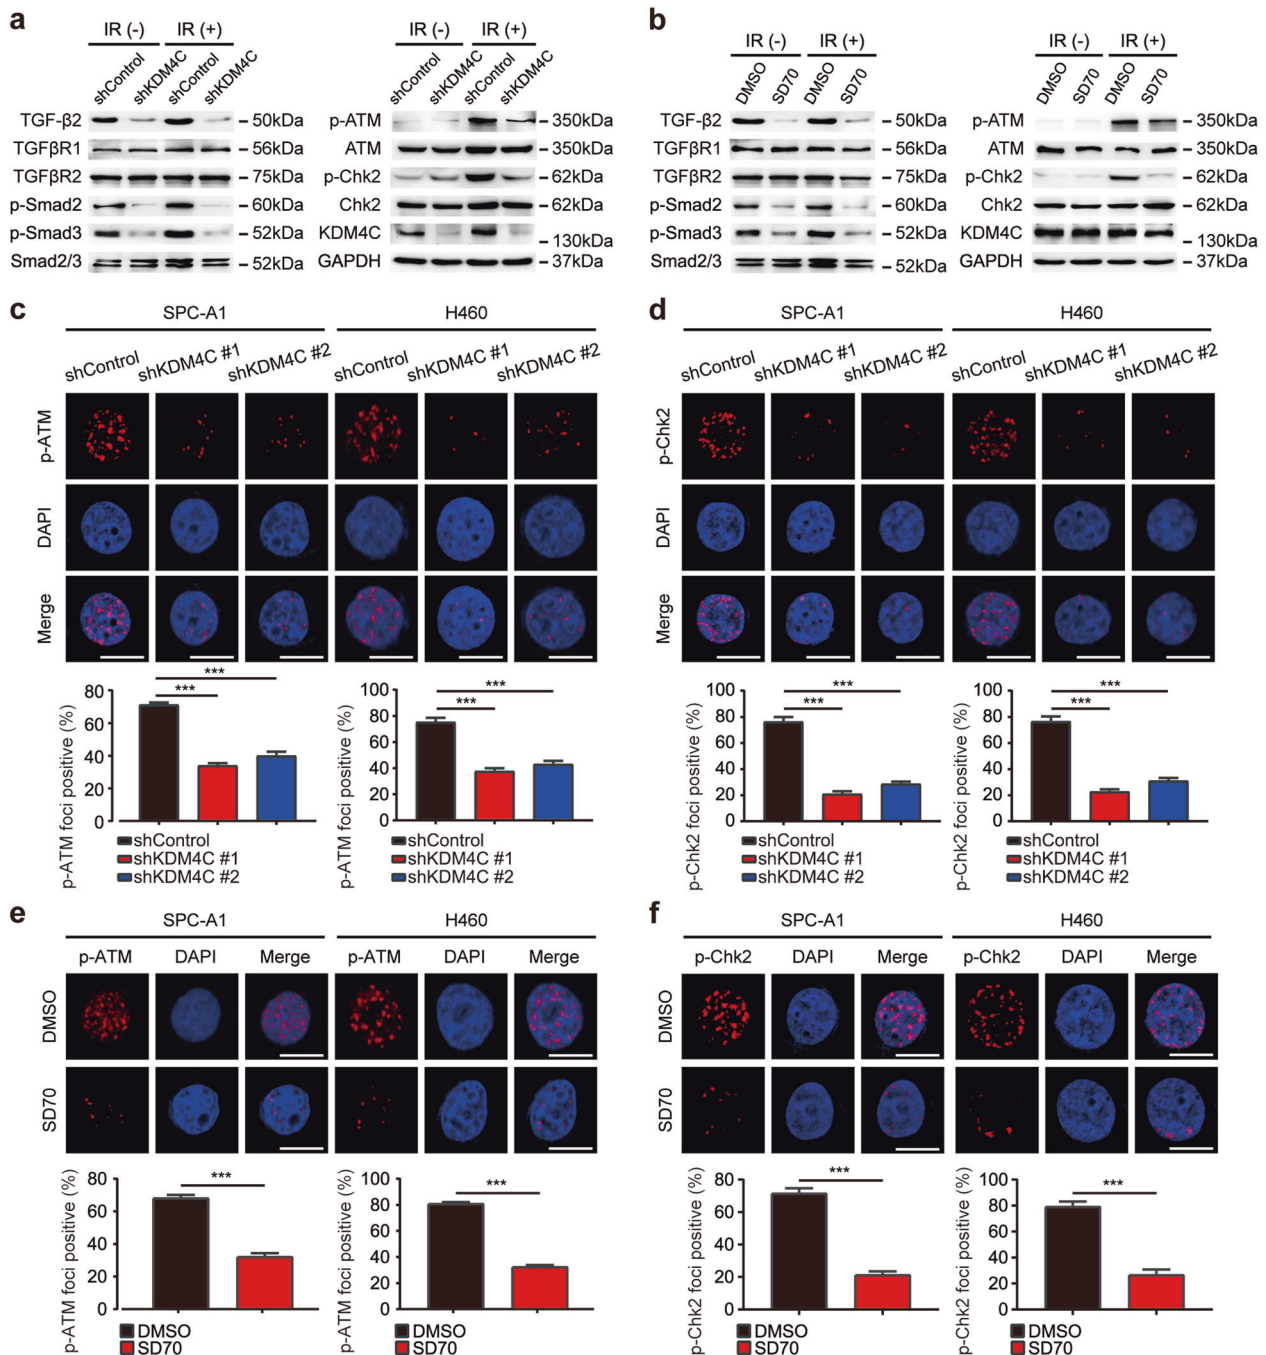 a
IR (-) IR (+)
shControl shKDM4C shControl shKDM4C
TGF-β2 50kDa
TGFβR1 56kDa
TGFβR2 75kDa
p-Smad2 60kDa
p-Smad3 52kDa
Smad2/3 52kDa
IR (-) IR (+)
shControl shKDM4C shControl shKDM4C
p-ATM 350kDa
ATM 350kDa
p-Chk2 62kDa
Chk2 62kDa
KDM4C 130kDa
GAPDH 37kDa
b
IR (-) IR (+)
DMSO SD70 DMSO SD70
TGF-β2 50kDa
TGFβR1 56kDa
TGFβR2 75kDa
p-Smad2 60kDa
p-Smad3 52kDa
Smad2/3 52kDa
IR (-) IR (+)
DMSO SD70 DMSO SD70
p-ATM 350kDa
ATM 350kDa
p-Chk2 62kDa
Chk2 62kDa
KDM4C 130kDa
GAPDH 37kDa
c
SPC-A1 H460
shControl shKDM4C #1 shKDM4C #2 shControl shKDM4C #1 shKDM4C #2
p-ATM
DAPI
Merge
p-ATM foci positive (%)
80
60
40
20
0
***
***
shControl
shKDM4C #1
shKDM4C #2
p-ATM foci positive (%)
100
80
60
40
20
0
***
***
shControl
shKDM4C #1
shKDM4C #2
d
SPC-A1 H460
shControl shKDM4C #1 shKDM4C #2 shControl shKDM4C #1 shKDM4C #2
p-Chk2
DAPI
Merge
p-Chk2 foci positive (%)
100
80
60
40
20
0
***
***
shControl
shKDM4C #1
shKDM4C #2
p-Chk2 foci positive (%)
100
80
60
40
20
0
***
***
shControl
shKDM4C #1
shKDM4C #2
e
SPC-A1 H460
p-ATM DAPI Merge p-ATM DAPI Merge
DMSO
SD70
p-ATM foci positive (%)
80
60
40
20
0
***
DMSO
SD70
p-ATM foci positive (%)
100
80
60
40
20
0
***
DMSO
SD70
f
SPC-A1 H460
p-Chk2 DAPI Merge p-Chk2 DAPI Merge
DMSO
SD70
p-Chk2 foci positive (%)
80
60
40
20
0
***
DMSO
SD70
p-Chk2 foci positive (%)
100
80
60
40
20
0
***
DMSO
SD70